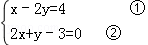 x－2y=4 ①
2x+y－3=0 ②